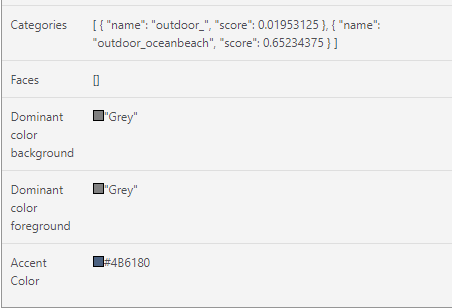 Categories [ { "name": "outdoor_", "score": 0.01953125 }, { "name":
"outdoor_oceanbeach", "score": 0.65234375 } ]
Faces []
Dominant "Grey"
color
background
Dominant "Grey"
color
foreground
Accent #4B6180
Color